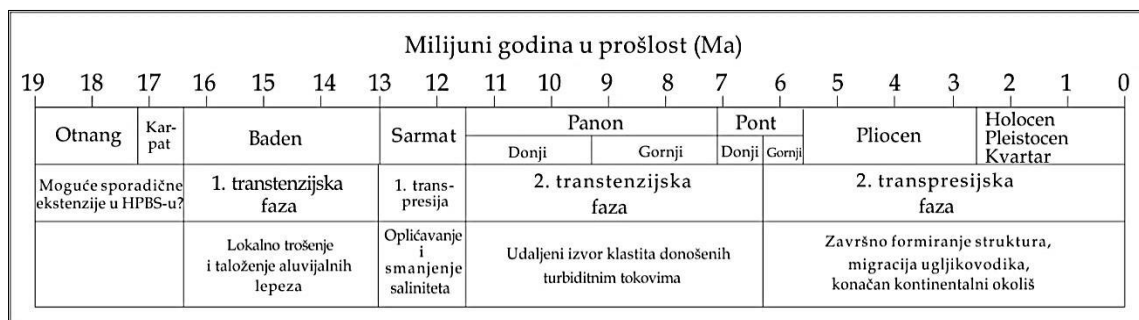 Milijuni godina u prošlost (Ma)
19 18 17 16 15 14 13 12 11 10 9 8 7 6 5 4 3 2 1 0
Otnang
Kar-
pat
Baden
Sarmat
Panon
Donji
Gornji
Pont
Donji
Gornji
Pliocen
Holocen
Pleistocen
Kvartar
Moguće sporadične
ekstenzije u HPBS-u?
1. transtenzijska
faza
1. trans-
presija
2. transtenzijska
faza
2. transpresijska
faza
Lokalno trošenje
i taloženje aluvijalnih
lepeza
Oplićavanje
i
smanjenje
saliniteta
Udaljeni izvor klastita donošenih
turbiditnim tokovima
Završno formiranje struktura,
migracija ugljikovodika,
konačan kontinentalni okoliš